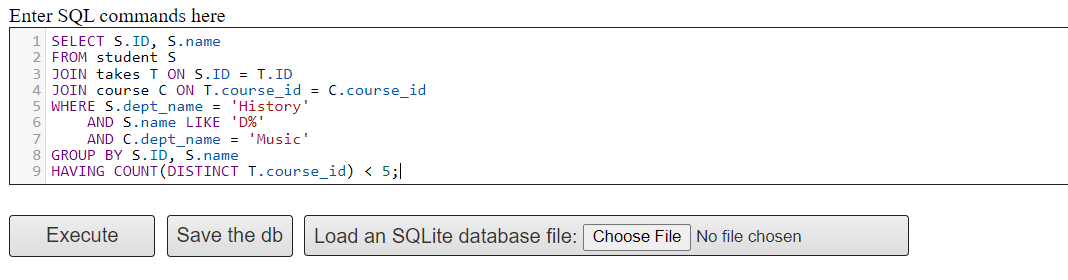 Enter SQL commands here
1 SELECT S.ID, S.name
2 FROM student S
3 JOIN takes T ON S.ID = T.ID
4 JOIN course C ON T.course_id = C.course_id
5 WHERE S.dept_name = 'History'
6     AND S.name LIKE 'D%'
7     AND C.dept_name = 'Music'
8 GROUP BY S.ID, S.name
9 HAVING COUNT(DISTINCT T.course_id) < 5;
Execute Save the db Load an SQLite database file: Choose File No file chosen